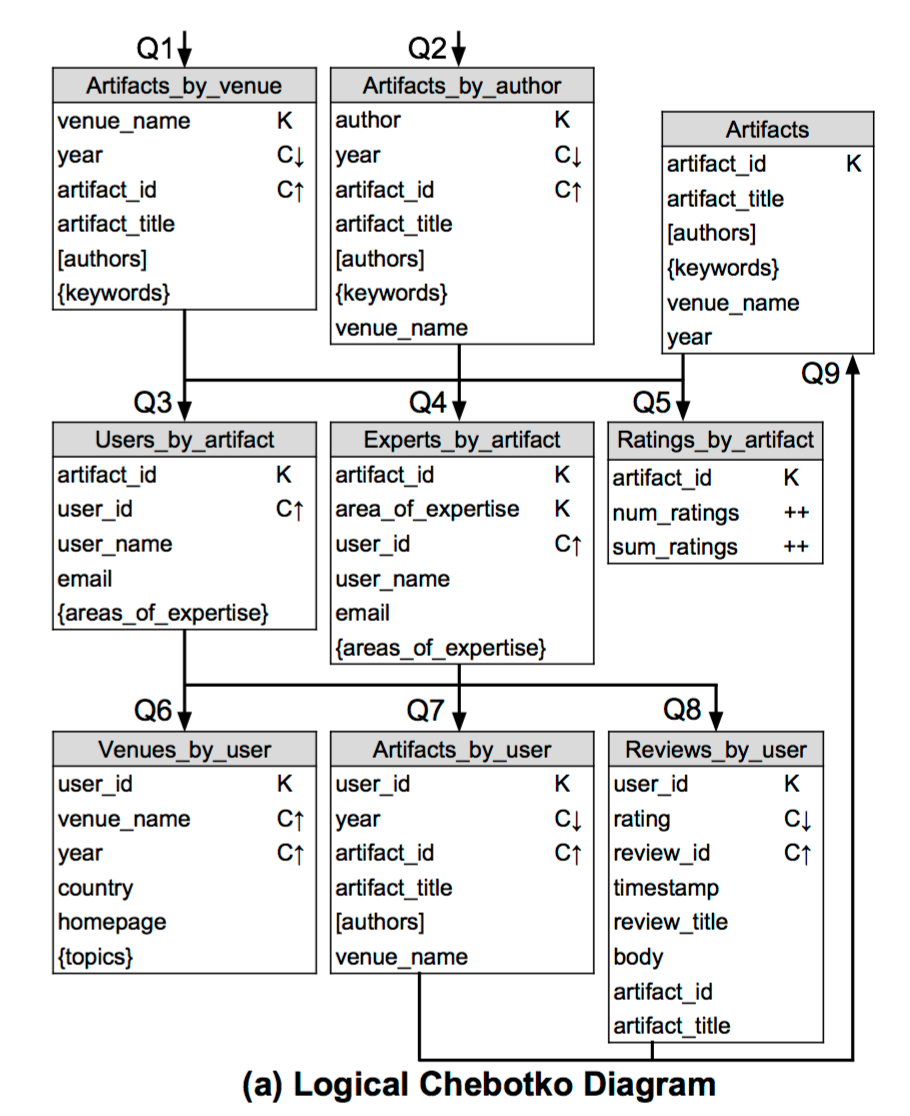 Q1
Artifacts_by_venue
venue_name K
year C↓
artifact_id C↑
artifact_title
[authors]
{keywords}
Q2
Artifacts_by_author
author K
year C↓
artifact_id C↑
artifact_title
[authors]
{keywords}
venue_name
Artifacts
artifact_id K
artifact_title
[authors]
{keywords}
venue_name
year
Q9
Q3
Users_by_artifact
artifact_id K
user_id C↑
user_name
email
{areas_of_expertise}
Q4
Experts_by_artifact
artifact_id K
area_of_expertise K
user_id C↑
user_name
email
{areas_of_expertise}
Q5
Ratings_by_artifact
artifact_id K
num_ratings ++
sum_ratings ++
Q6
Venues_by_user
user_id K
venue_name C↑
year C↑
country
homepage
{topics}
Q7
Artifacts_by_user
user_id K
year C↓
artifact_id C↑
artifact_title
[authors]
venue_name
Q8
Reviews_by_user
user_id K
rating C↓
review_id C↑
timestamp
review_title
body
artifact_id
artifact_title
(a) Logical Chebotko Diagram